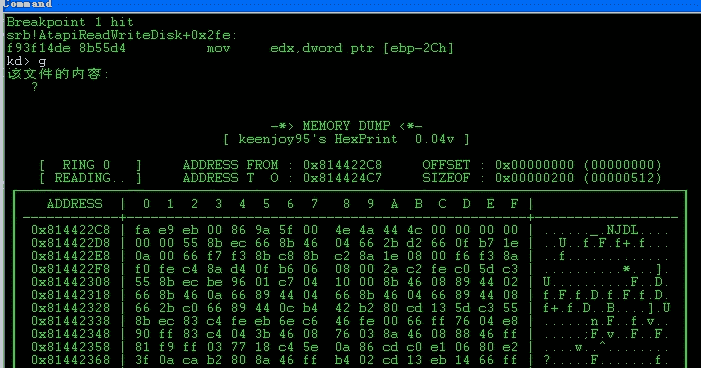 Command
Breakpoint 1 hit
srb!AtapiReadWriteDisk+0x2fe:
f93f14de 8b55d4 mov edx,dword ptr [ebp-2Ch]
kd> g
该文件的内容:
?
—*> MEMORY DUMP <*—
[ keenjoy95's HexPrint 0.04v ]
[ RING 0 ] ADDRESS FROM : 0x814422C8 OFFSET : 0x00000000 (00000000)
[ READING.. ] ADDRESS T O : 0x814424C7 SIZEOF : 0x00000200 (00000512)
ADDRESS | 0 1 2 3 4 5 6 7 8 9 A B C D E F |
0x814422C8 | fa e9 eb 00 86 9a 5f 00 4e 4a 44 4c 00 00 00 00 | ......_.NJDL....
0x814422D8 | 00 00 55 8b ec 66 8b 46 04 66 2b d2 66 0f b7 1e | ..U..f.F.f+.f...
0x814422E8 | 0a 00 66 f7 f3 8b c8 8b c2 8a 1e 08 00 f6 f3 8a | ..f.............
0x814422F8 | f0 fe c4 8a d4 0f b6 06 08 00 2a c2 fe c0 5d c3 | ..........*...].
0x81442308 | 55 8b ec be 96 01 c7 04 10 00 8b 46 08 89 44 02 | U..........F..D.
0x81442318 | 66 8b 46 0a 66 89 44 04 66 8b 46 04 66 89 44 08 | f.F.f.D.f.F.f.D.
0x81442328 | 66 2b c0 66 89 44 0c b4 42 b2 80 cd 13 5d c3 55 | f+.f.D..B....].U
0x81442338 | 8b ec 83 c4 fe eb 6e c6 46 fe 00 66 ff 76 04 e8 | ......n.F..f.v..
0x81442348 | 90 ff 83 c4 04 3b 46 08 76 03 8a 46 08 88 46 ff | .....;F.v..F..F.
0x81442358 | 81 f9 ff 03 77 18 c4 5e 0a 86 cd c0 e1 06 80 e2 | ....w..^........
0x81442368 | 3f 0a ca b2 80 8a 46 ff b4 02 cd 13 eb 14 66 ff | ?.....F.......f.